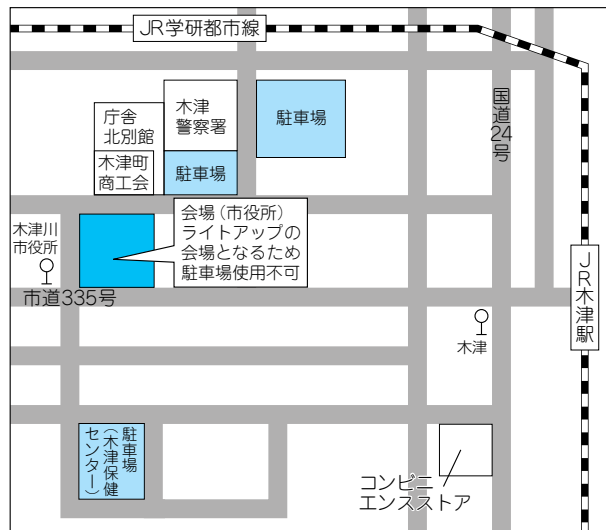 JR学研都市線
国道24号
庁舎
北別館
木津
警察署
駐車場
木津町
商工会
駐車場
会場（市役所）
ライトアップの
会場となるため
駐車場使用不可
木津川
市役所
市道335号
JR木津駅
木津
駐車場
（木津保健
センター）
コンビニ
エンスストア